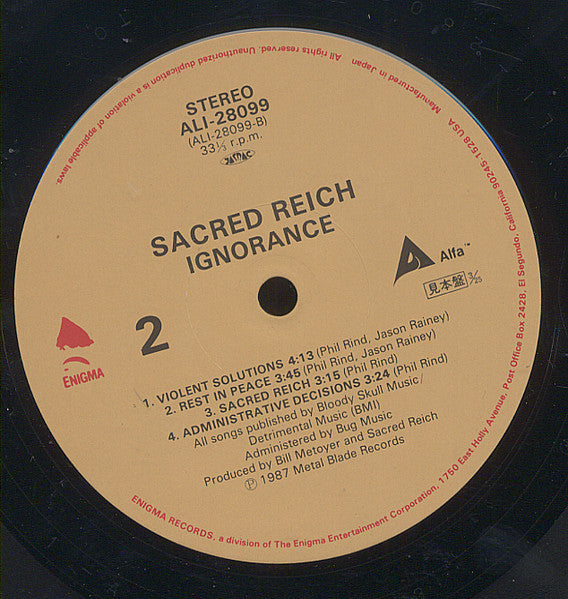 STEREO
ALI-28099
(ALI-28099-B)
33⅓ r.p.m.
JASRAC
SACRED REICH
IGNORANCE
Alfa™
見本盤 3/25
2
ENIGMA
1. VIOLENT SOLUTIONS 4:13 (Phil Rind, Jason Rainey)
2. REST IN PEACE 3:45 (Phil Rind, Jason Rainey)
3. SACRED REICH 3:15 (Phil Rind)
4. ADMINISTRATIVE DECISIONS 3:24 (Phil Rind)
All songs published by Bloody Skull Music/
Detrimental Music (BMI)
Administered by Bug Music
Produced by Bill Metoyer and Sacred Reich
Ⓟ 1987 Metal Blade Records
ENIGMA RECORDS, a division of The Enigma Entertainment Corporation, 1750 East Holly Avenue, Post Office Box 2428, El Segundo, California 90245-1528 USA
Manufactured in Japan All rights reserved. Unauthorized duplication is a violation of applicable laws.